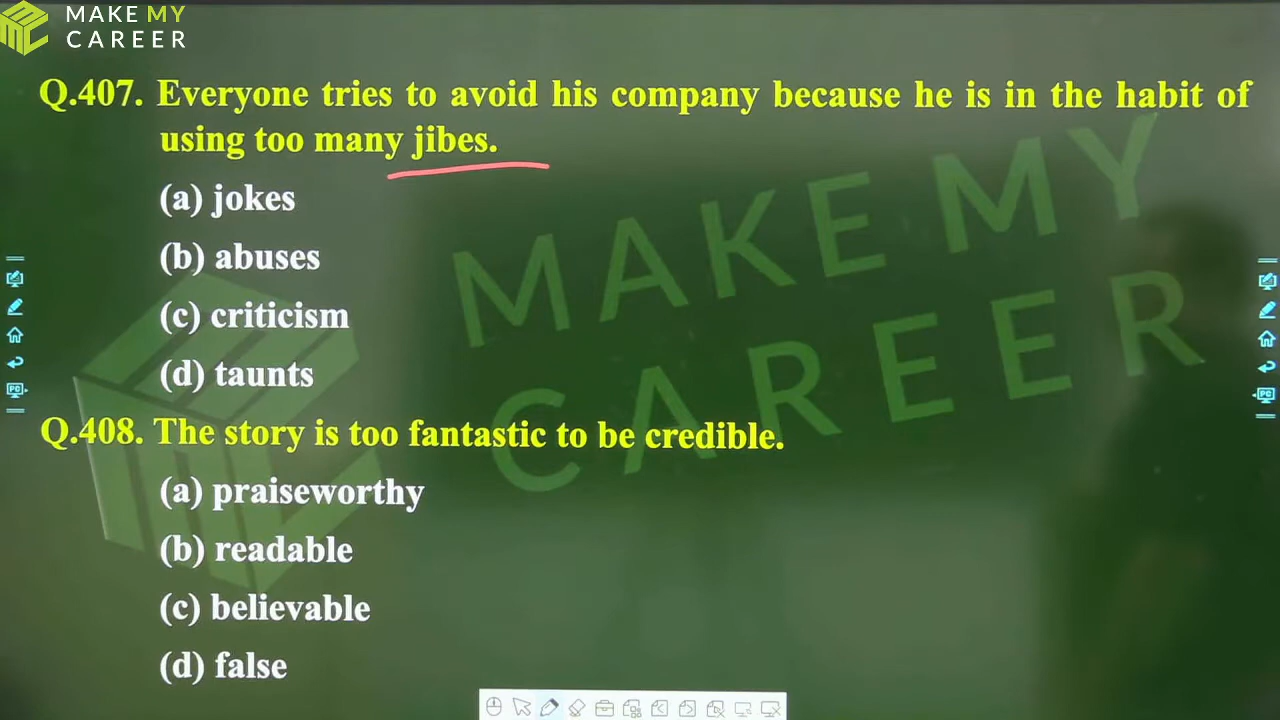 MAKE MY
CAREER
Q.407. Everyone tries to avoid his company because he is in the habit of
using too many jibes.
(a) jokes
(b) abuses
(c) criticism
(d) taunts
Q.408. The story is too fantastic to be credible.
(a) praiseworthy
(b) readable
(c) believable
(d) false
MAKE MY
CAREER
PC
PC